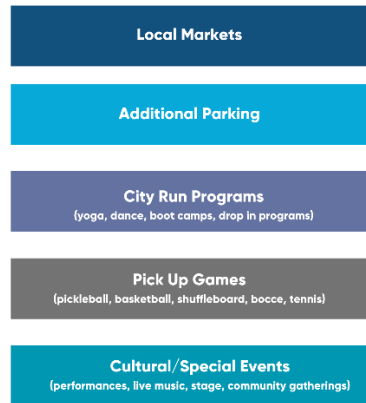 Local Markets
Additional Parking
City Run Programs
(yoga, dance, boot camps, drop in programs)
Pick Up Games
(pickleball, basketball, shuffleboard, bocce, tennis)
Cultural/Special Events
(performances, live music, stage, community gatherings)